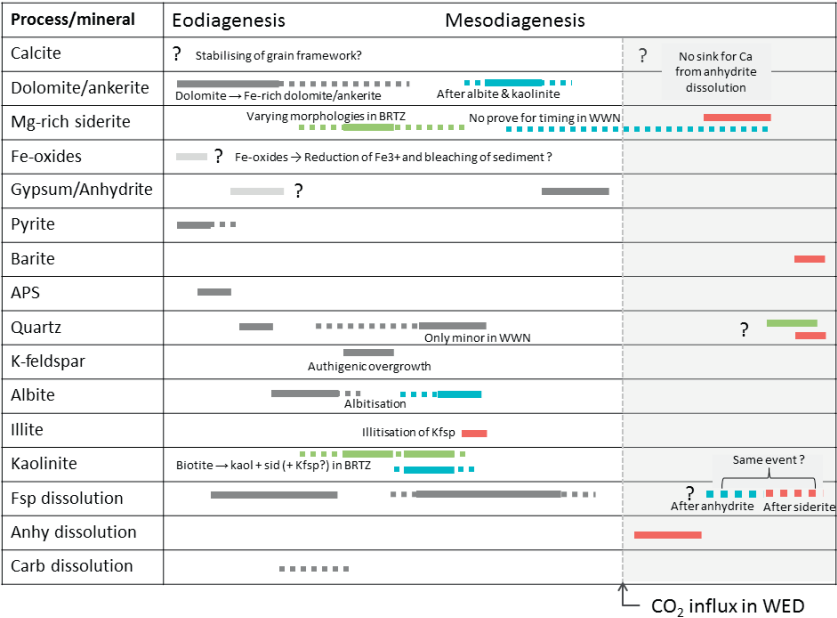 Process/mineral Eodiagenesis Mesodiagenesis
Calcite ? Stabilising of grain framework? ? No sink for Ca
from anhydrite
dissolution
Dolomite/ankerite Dolomite → Fe-rich dolomite/ankerite After albite & kaolinite
Mg-rich siderite Varying morphologies in BRTZ No prove for timing in WWN
Fe-oxides ? Fe-oxides → Reduction of Fe3+ and bleaching of sediment ?
Gypsum/Anhydrite ?
Pyrite
Barite
APS
Quartz Only minor in WWN ?
K-feldspar Authigenic overgrowth
Albite Albitisation
Illite Illitisation of Kfsp
Kaolinite Biotite → kaol + sid (+ Kfsp?) in BRTZ Same event ?
Fsp dissolution ? After anhydrite After siderite
Anhy dissolution
Carb dissolution
CO2 influx in WED